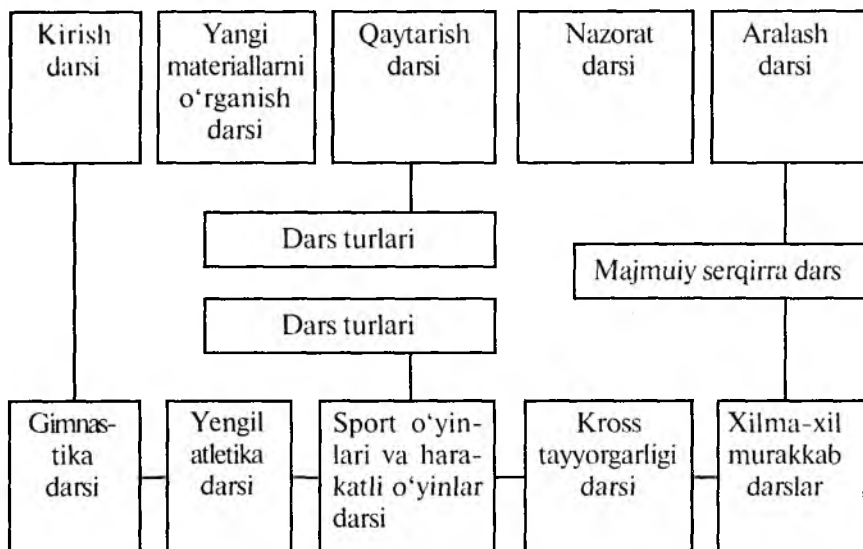 Kirish
darsi
Yangi
materiallarni
o‘rganish
darsi
Qaytarish
darsi
Nazorat
darsi
Aralash
darsi
Dars turlari
Majmuiy serqirra dars
Dars turlari
Gimnas-
tika
darsi
Yengil
atletika
darsi
Sport o‘yin-
lari va hara-
katli o‘yinlar
darsi
Kross
tayyorgarligi
darsi
Xilma-xil
murakkab
darslar